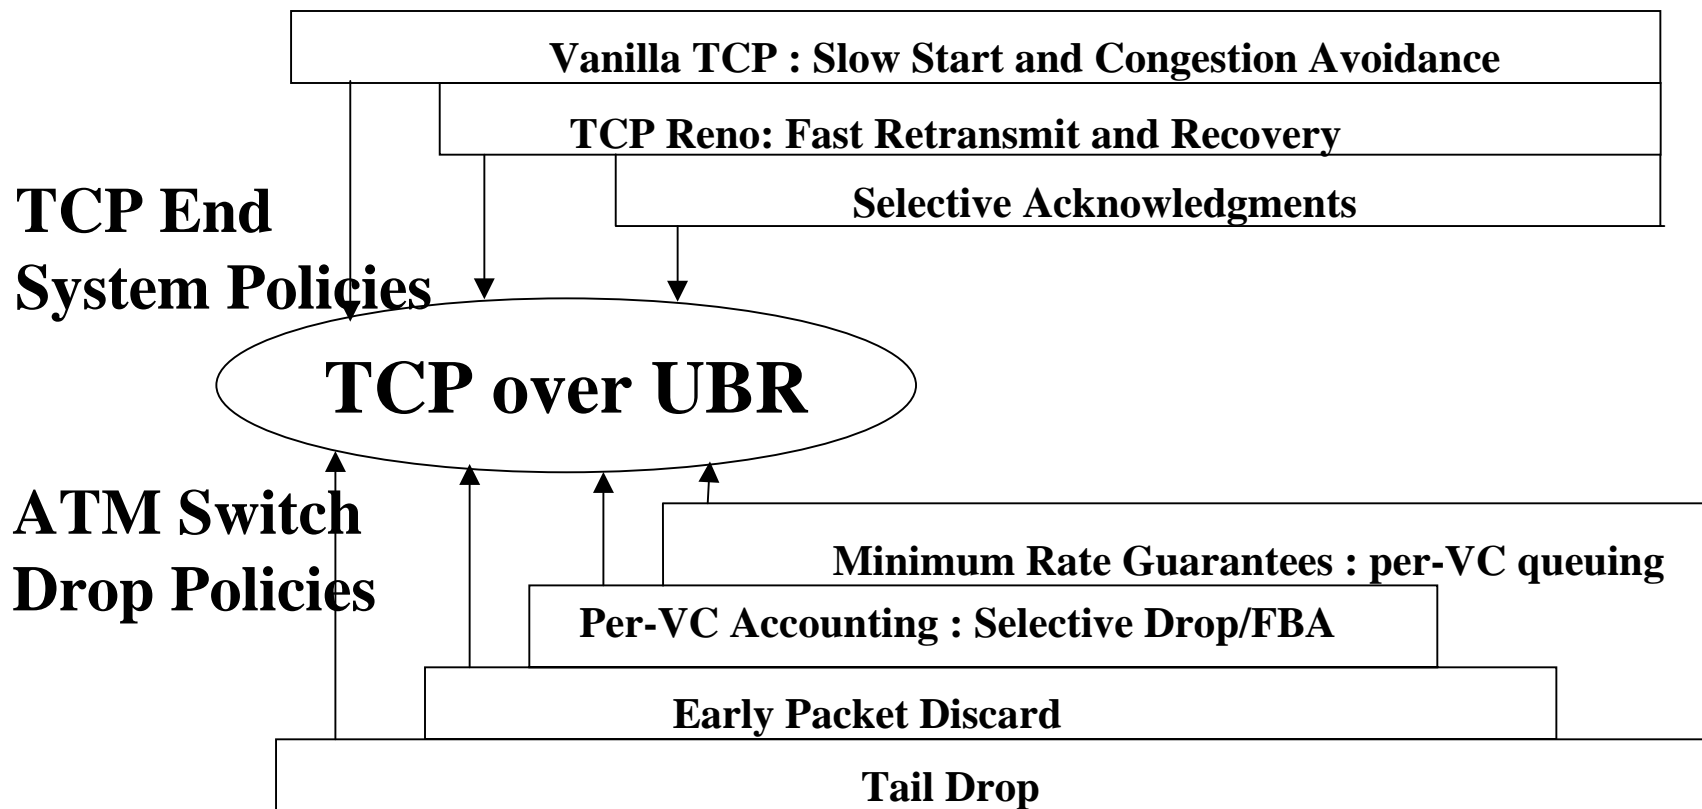 Vanilla TCP : Slow Start and Congestion Avoidance
TCP Reno: Fast Retransmit and Recovery
Selective Acknowledgments
TCP End
System Policies
TCP over UBR
ATM Switch
Drop Policies
Minimum Rate Guarantees : per-VC queuing
Per-VC Accounting : Selective Drop/FBA
Early Packet Discard
Tail Drop